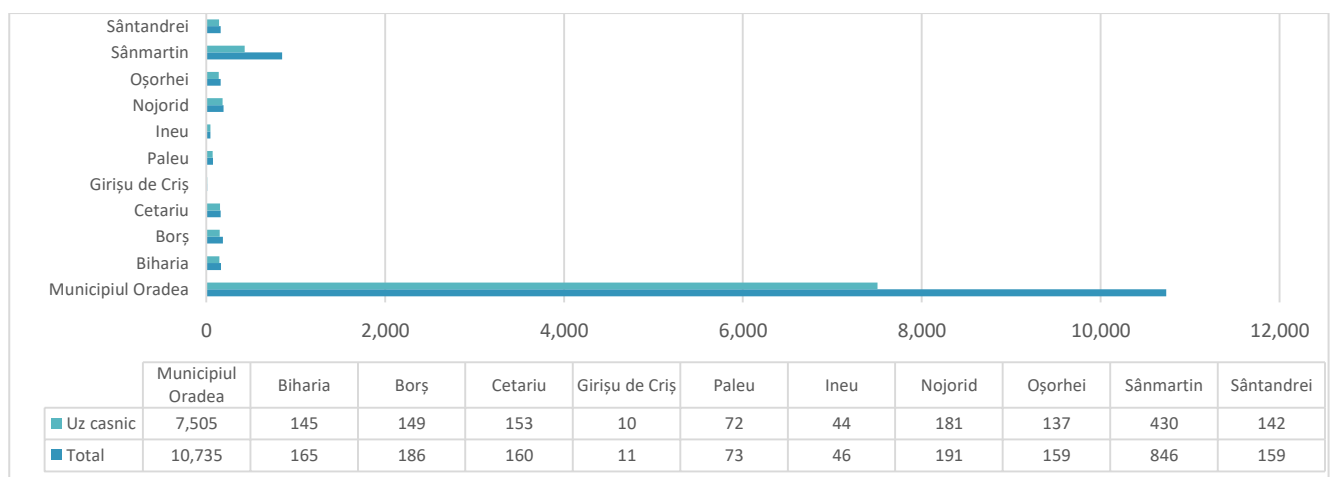 Sântandrei
Sânmartin
Oșorhei
Nojorid
Ineu
Paleu
Girișu de Criș
Cetariu
Borș
Biharia
Municipiul Oradea
0 2,000 4,000 6,000 8,000 10,000 12,000
Municipiul Oradea Biharia Borș Cetariu Girișu de Criș Paleu Ineu Nojorid Oșorhei Sânmartin Sântandrei
Uz casnic 7,505 145 149 153 10 72 44 181 137 430 142
Total 10,735 165 186 160 11 73 46 191 159 846 159